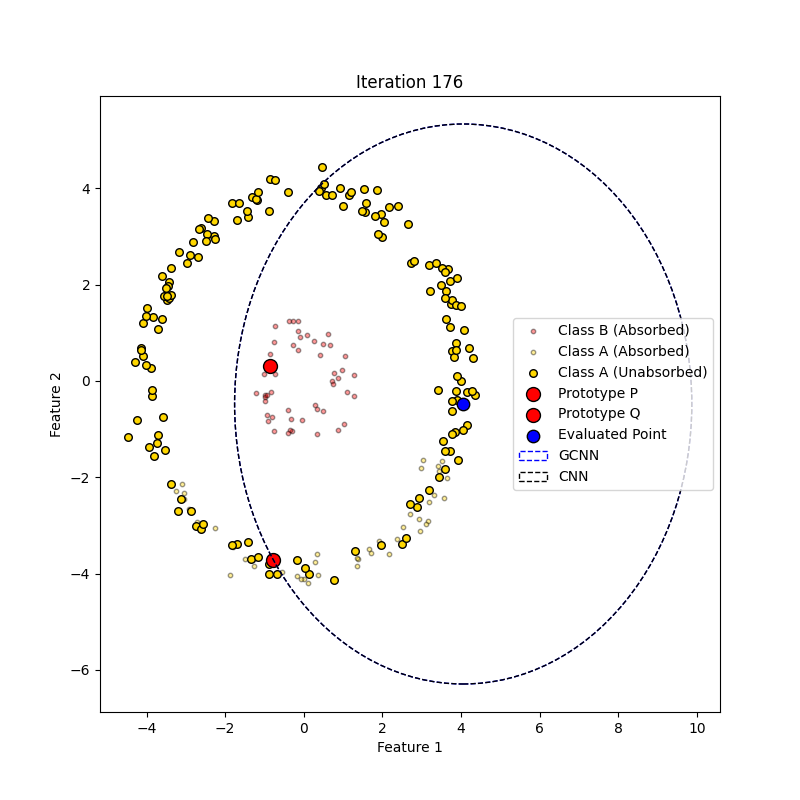 Iteration 176
Feature 2
4
2
0
−2
−4
−6
Class B (Absorbed)
Class A (Absorbed)
Class A (Unabsorbed)
Prototype P
Prototype Q
Evaluated Point
GCNN
CNN
−4 −2 0 2 4 6 8 10
Feature 1